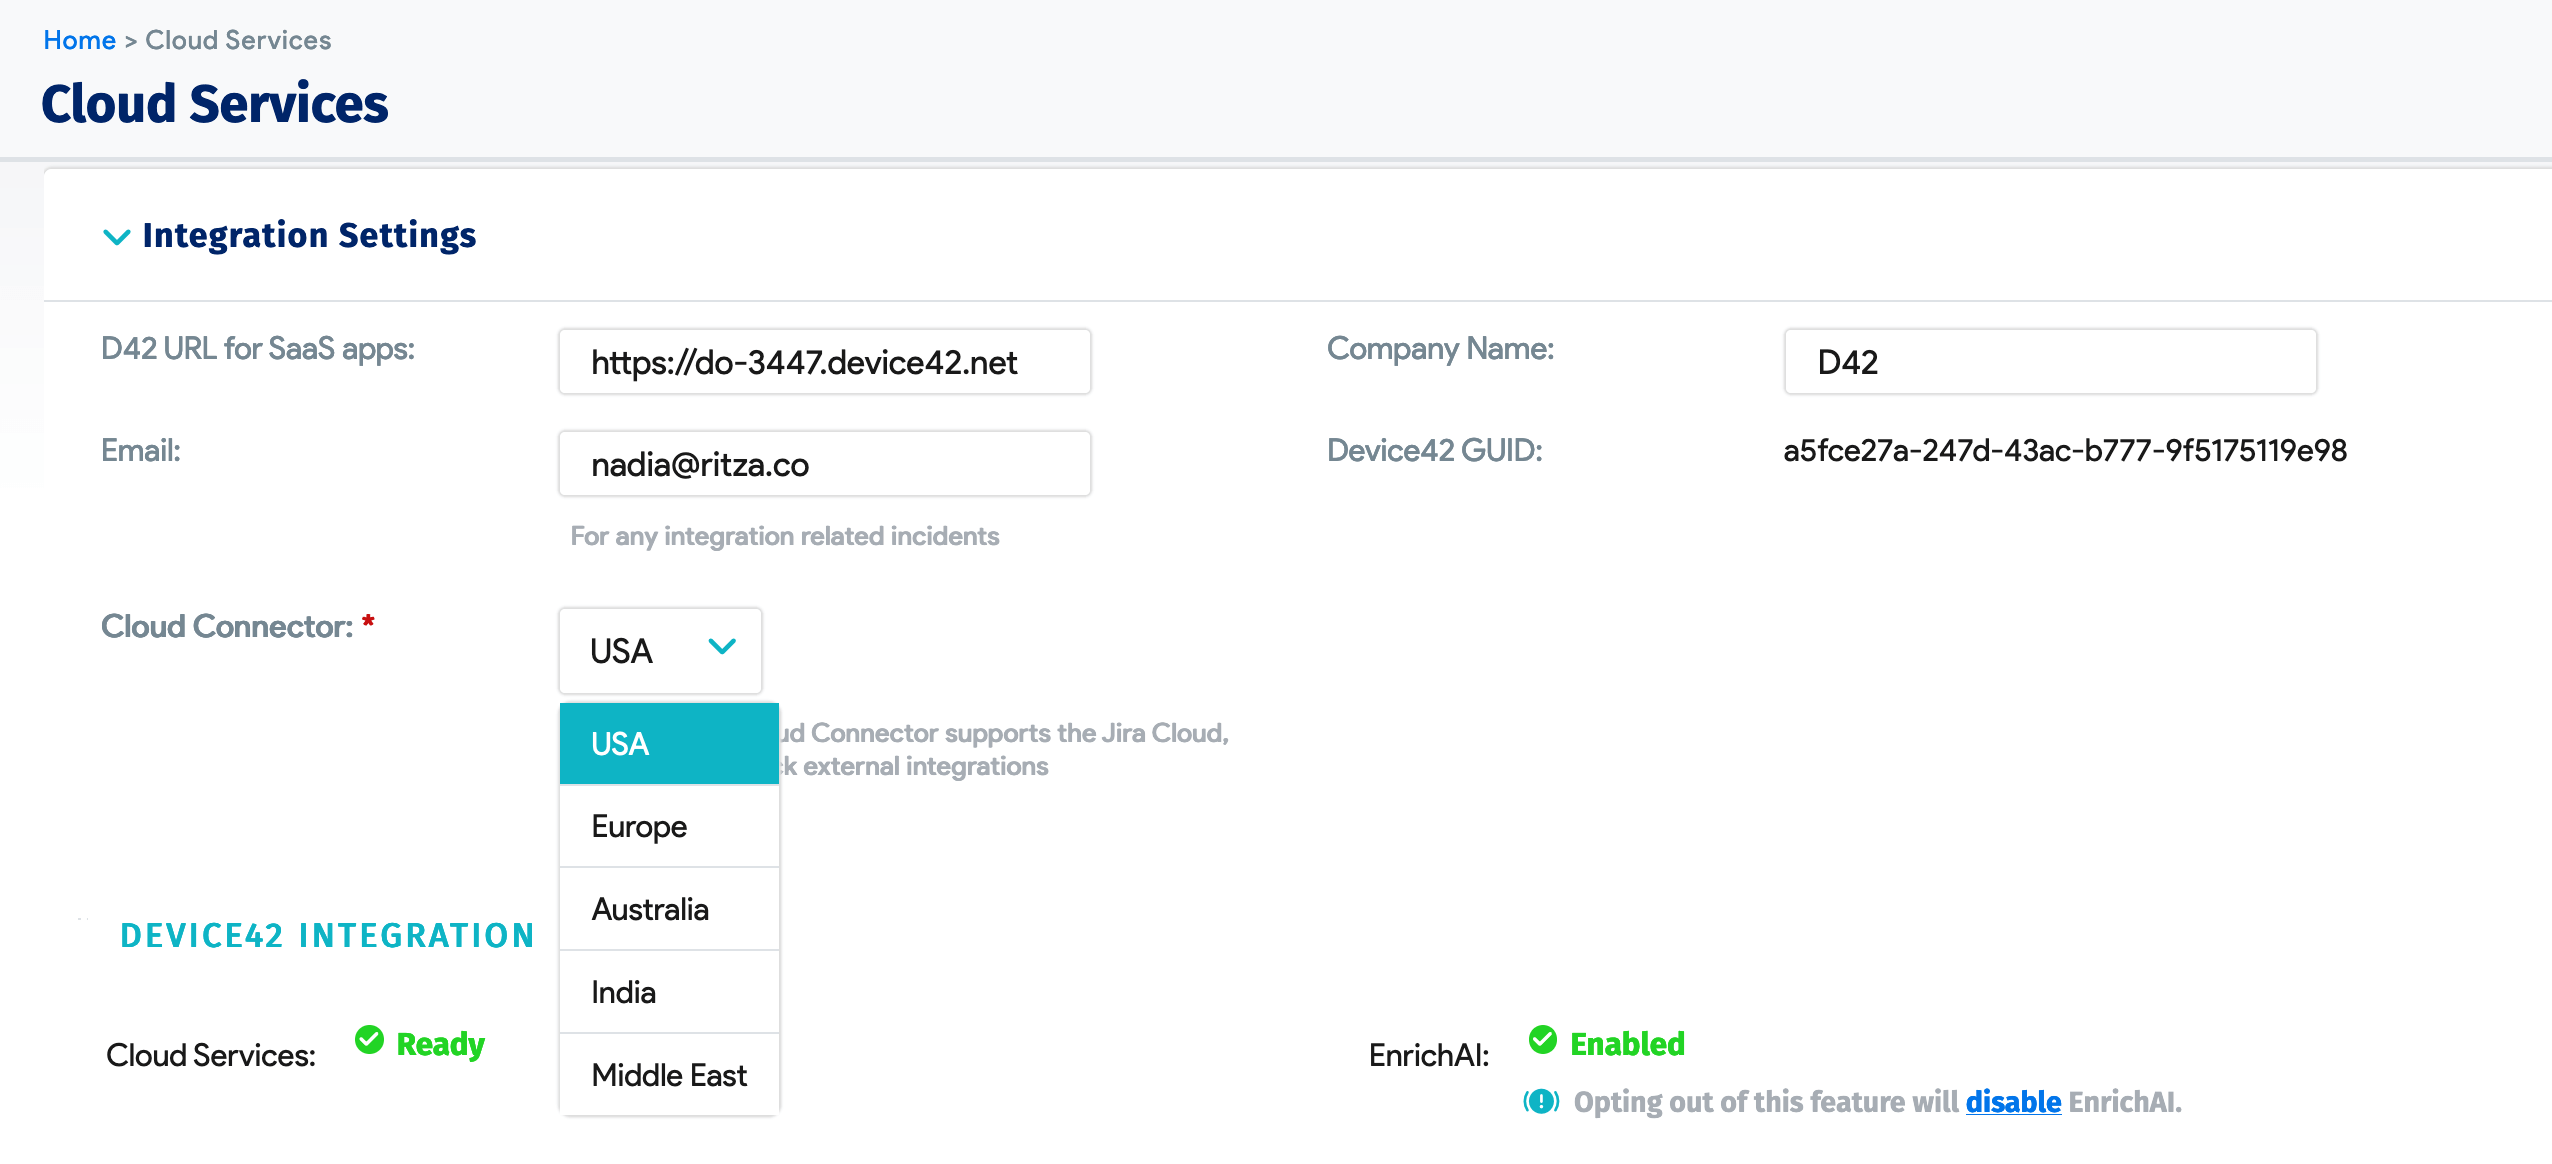 Home > Cloud Services
Cloud Services
Integration Settings
D42 URL for SaaS apps:
https://do-3447.device42.net
Company Name:
D42
Email:
nadia@ritza.co
Device42 GUID:
a5fce27a-247d-43ac-b777-9f5175119e98
For any integration related incidents
Cloud Connector: *
USA
USA
Connector supports the Jira Cloud,
external integrations
Europe
Australia
India
Middle East
DEVICE42 INTEGRATION
Cloud Services:
Ready
EnrichAI:
Enabled
Opting out of this feature will disable EnrichAI.